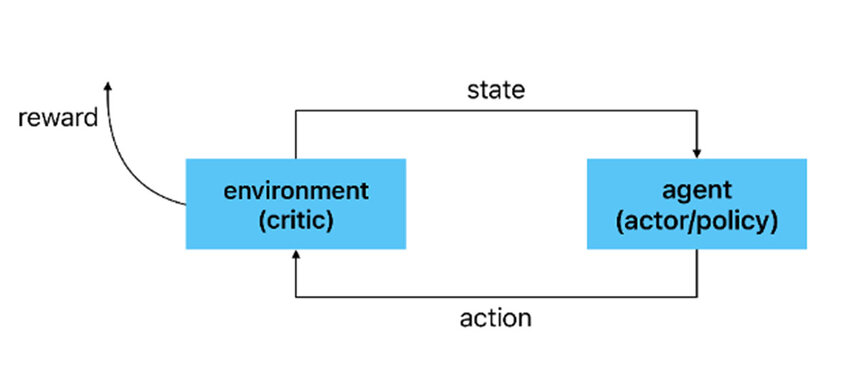 state
reward
environment
(critic)
agent
(actor/policy)
action